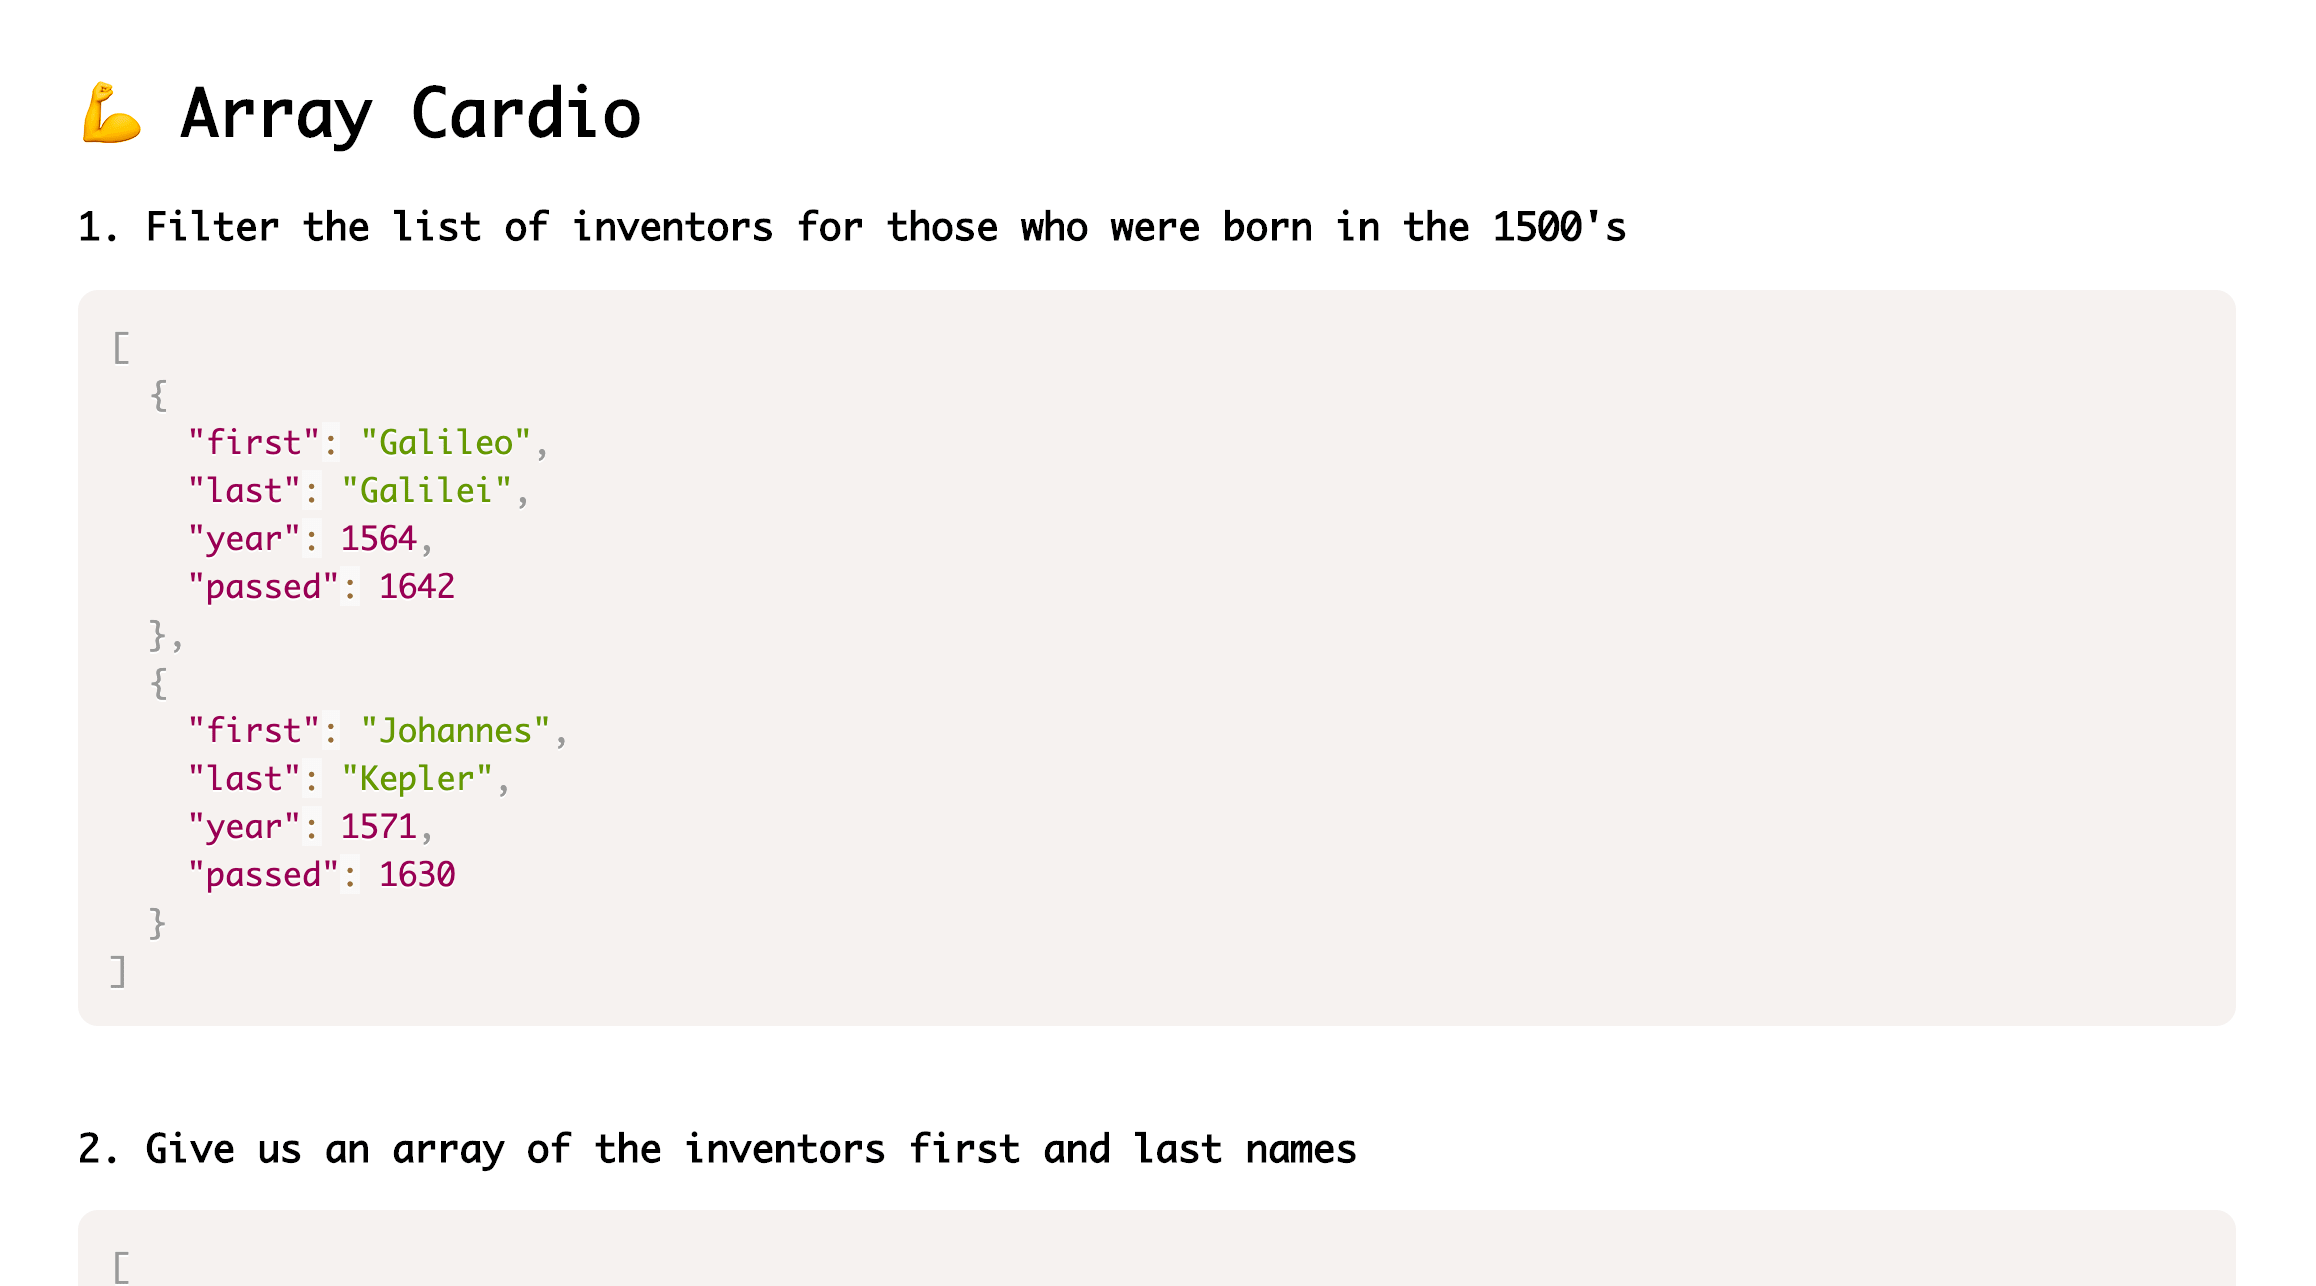 💪 Array Cardio
1. Filter the list of inventors for those who were born in the 1500's
[
  {
    "first": "Galileo",
    "last": "Galilei",
    "year": 1564,
    "passed": 1642
  },
  {
    "first": "Johannes",
    "last": "Kepler",
    "year": 1571,
    "passed": 1630
  }
]
2. Give us an array of the inventors first and last names
[